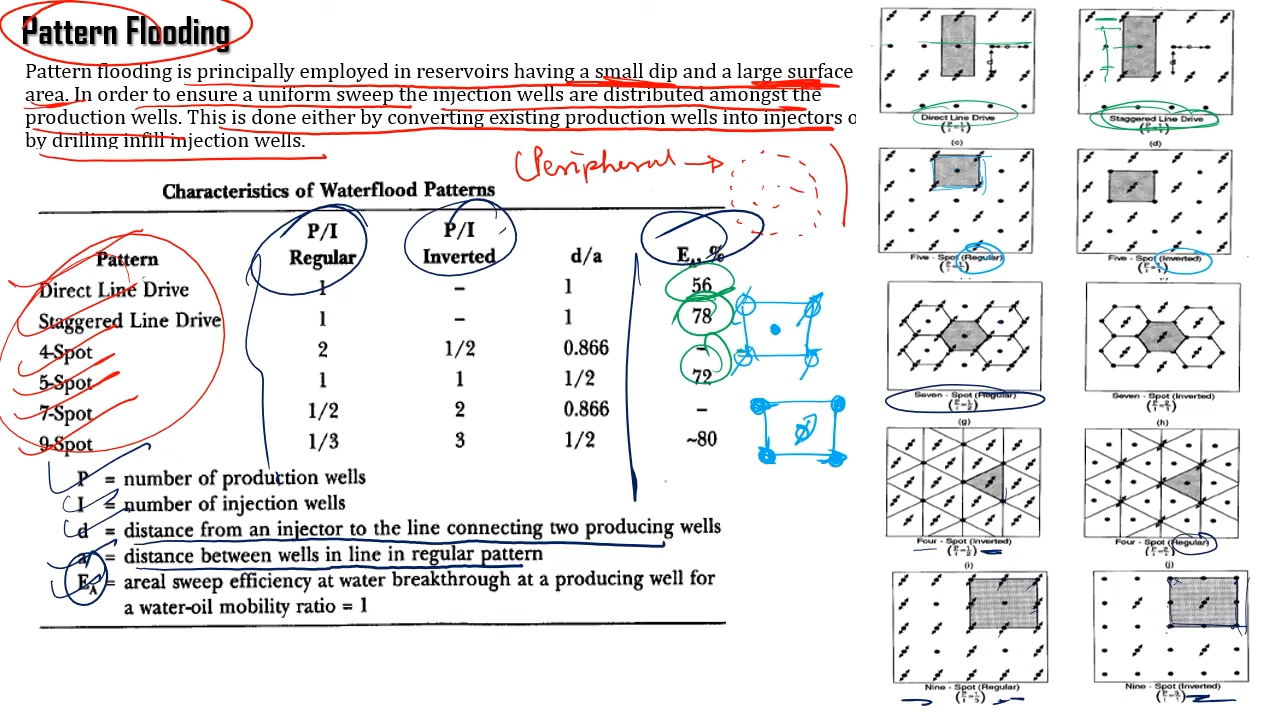 Pattern Flooding
Pattern flooding is principally employed in reservoirs having a small dip and a large surface
area. In order to ensure a uniform sweep the injection wells are distributed amongst the
production wells. This is done either by converting existing production wells into injectors o
by drilling infill injection wells.
Peripheral
Characteristics of Waterflood Patterns
Pattern P/I Regular P/I Inverted d/a E_A, %
Direct Line Drive 1 – 1 56
Staggered Line Drive 1 – 1 78
4-Spot 2 1/2 0.866 –
5-Spot 1 1 1/2 72
7-Spot 1/2 2 0.866 –
9-Spot 1/3 3 1/2 ~80
P = number of production wells
I = number of injection wells
d = distance from an injector to the line connecting two producing wells
a = distance between wells in line in regular pattern
E_A = areal sweep efficiency at water breakthrough at a producing well for
a water-oil mobility ratio = 1
Direct Line Drive
(c)
Staggered Line Drive
(d)
Five - Spot (Regular)
Five - Spot (Inverted)
Seven - Spot (Regular)
(g)
Seven - Spot (Inverted)
(h)
Four - Spot (Inverted)
(i)
Four - Spot (Regular)
(j)
Nine - Spot (Regular)
Nine - Spot (Inverted)